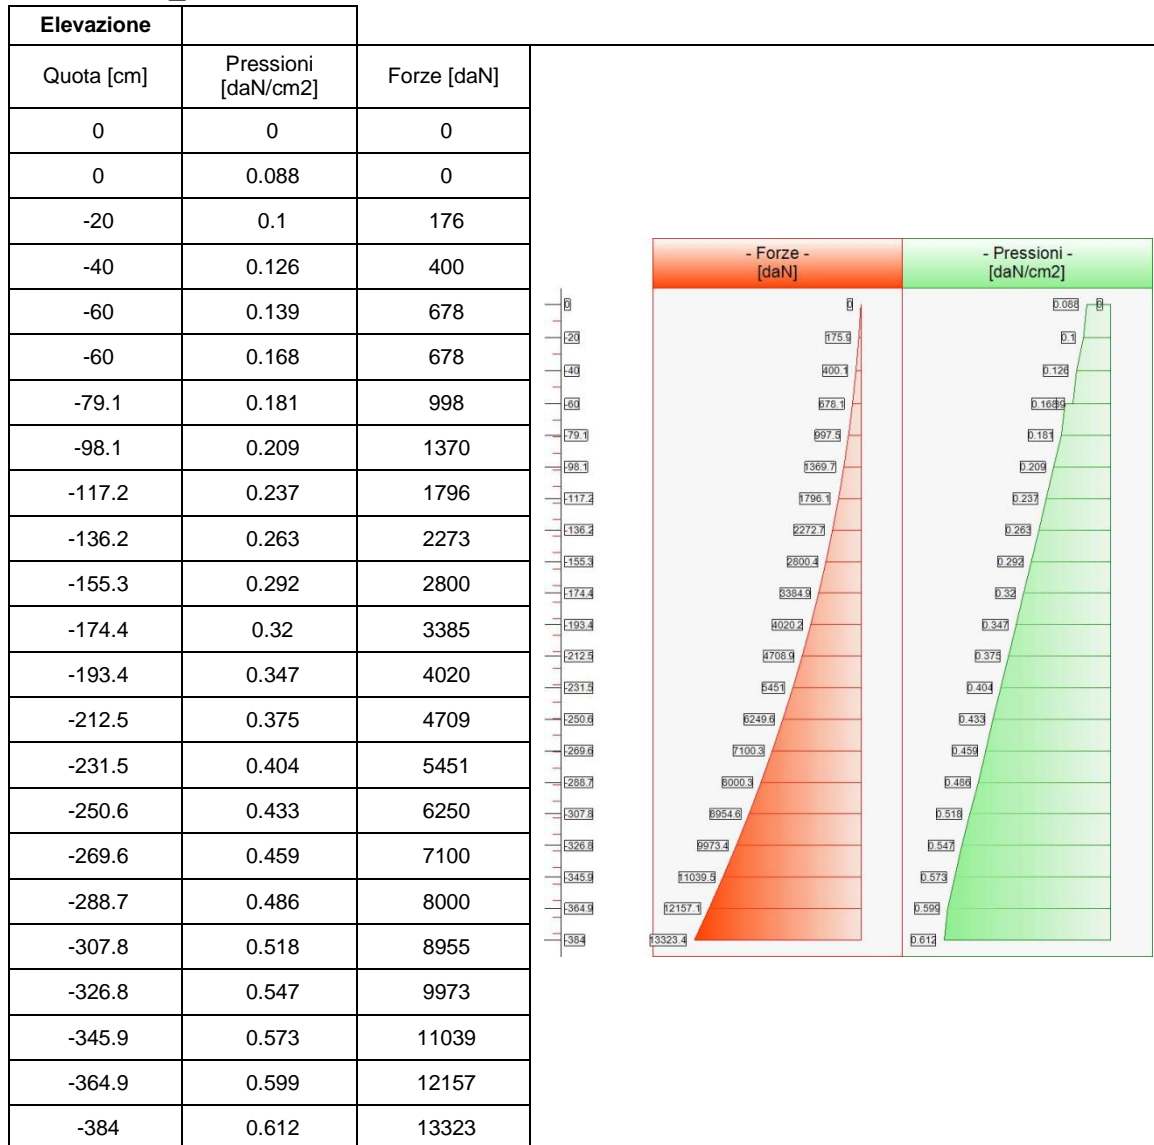 Elevazione
Quota [cm] Pressioni [daN/cm2] Forze [daN]
0 0 0
0 0.088 0
-20 0.1 176
-40 0.126 400
-60 0.139 678
-60 0.168 678
-79.1 0.181 998
-98.1 0.209 1370
-117.2 0.237 1796
-136.2 0.263 2273
-155.3 0.292 2800
-174.4 0.32 3385
-193.4 0.347 4020
-212.5 0.375 4709
-231.5 0.404 5451
-250.6 0.433 6250
-269.6 0.459 7100
-288.7 0.486 8000
-307.8 0.518 8955
-326.8 0.547 9973
-345.9 0.573 11039
-364.9 0.599 12157
-384 0.612 13323
- Forze -
[daN]
- Pressioni -
[daN/cm2]
0 0 0.088 0
-20 175.9 0.1
-40 400.1 0.126
-60 678.1 0.168
-79.1 997.5 0.181
-98.1 1369.7 0.209
-117.2 1796.1 0.237
-136.2 2272.7 0.263
-155.3 2800.4 0.292
-174.4 3384.9 0.32
-193.4 4020.2 0.347
-212.5 4708.9 0.375
-231.5 5451 0.404
-250.6 6249.6 0.433
-269.6 7100.3 0.459
-288.7 8000.3 0.486
-307.8 8954.6 0.518
-326.8 9973.4 0.547
-345.9 11039.5 0.573
-364.9 12157.1 0.599
-384 13323.4 0.612